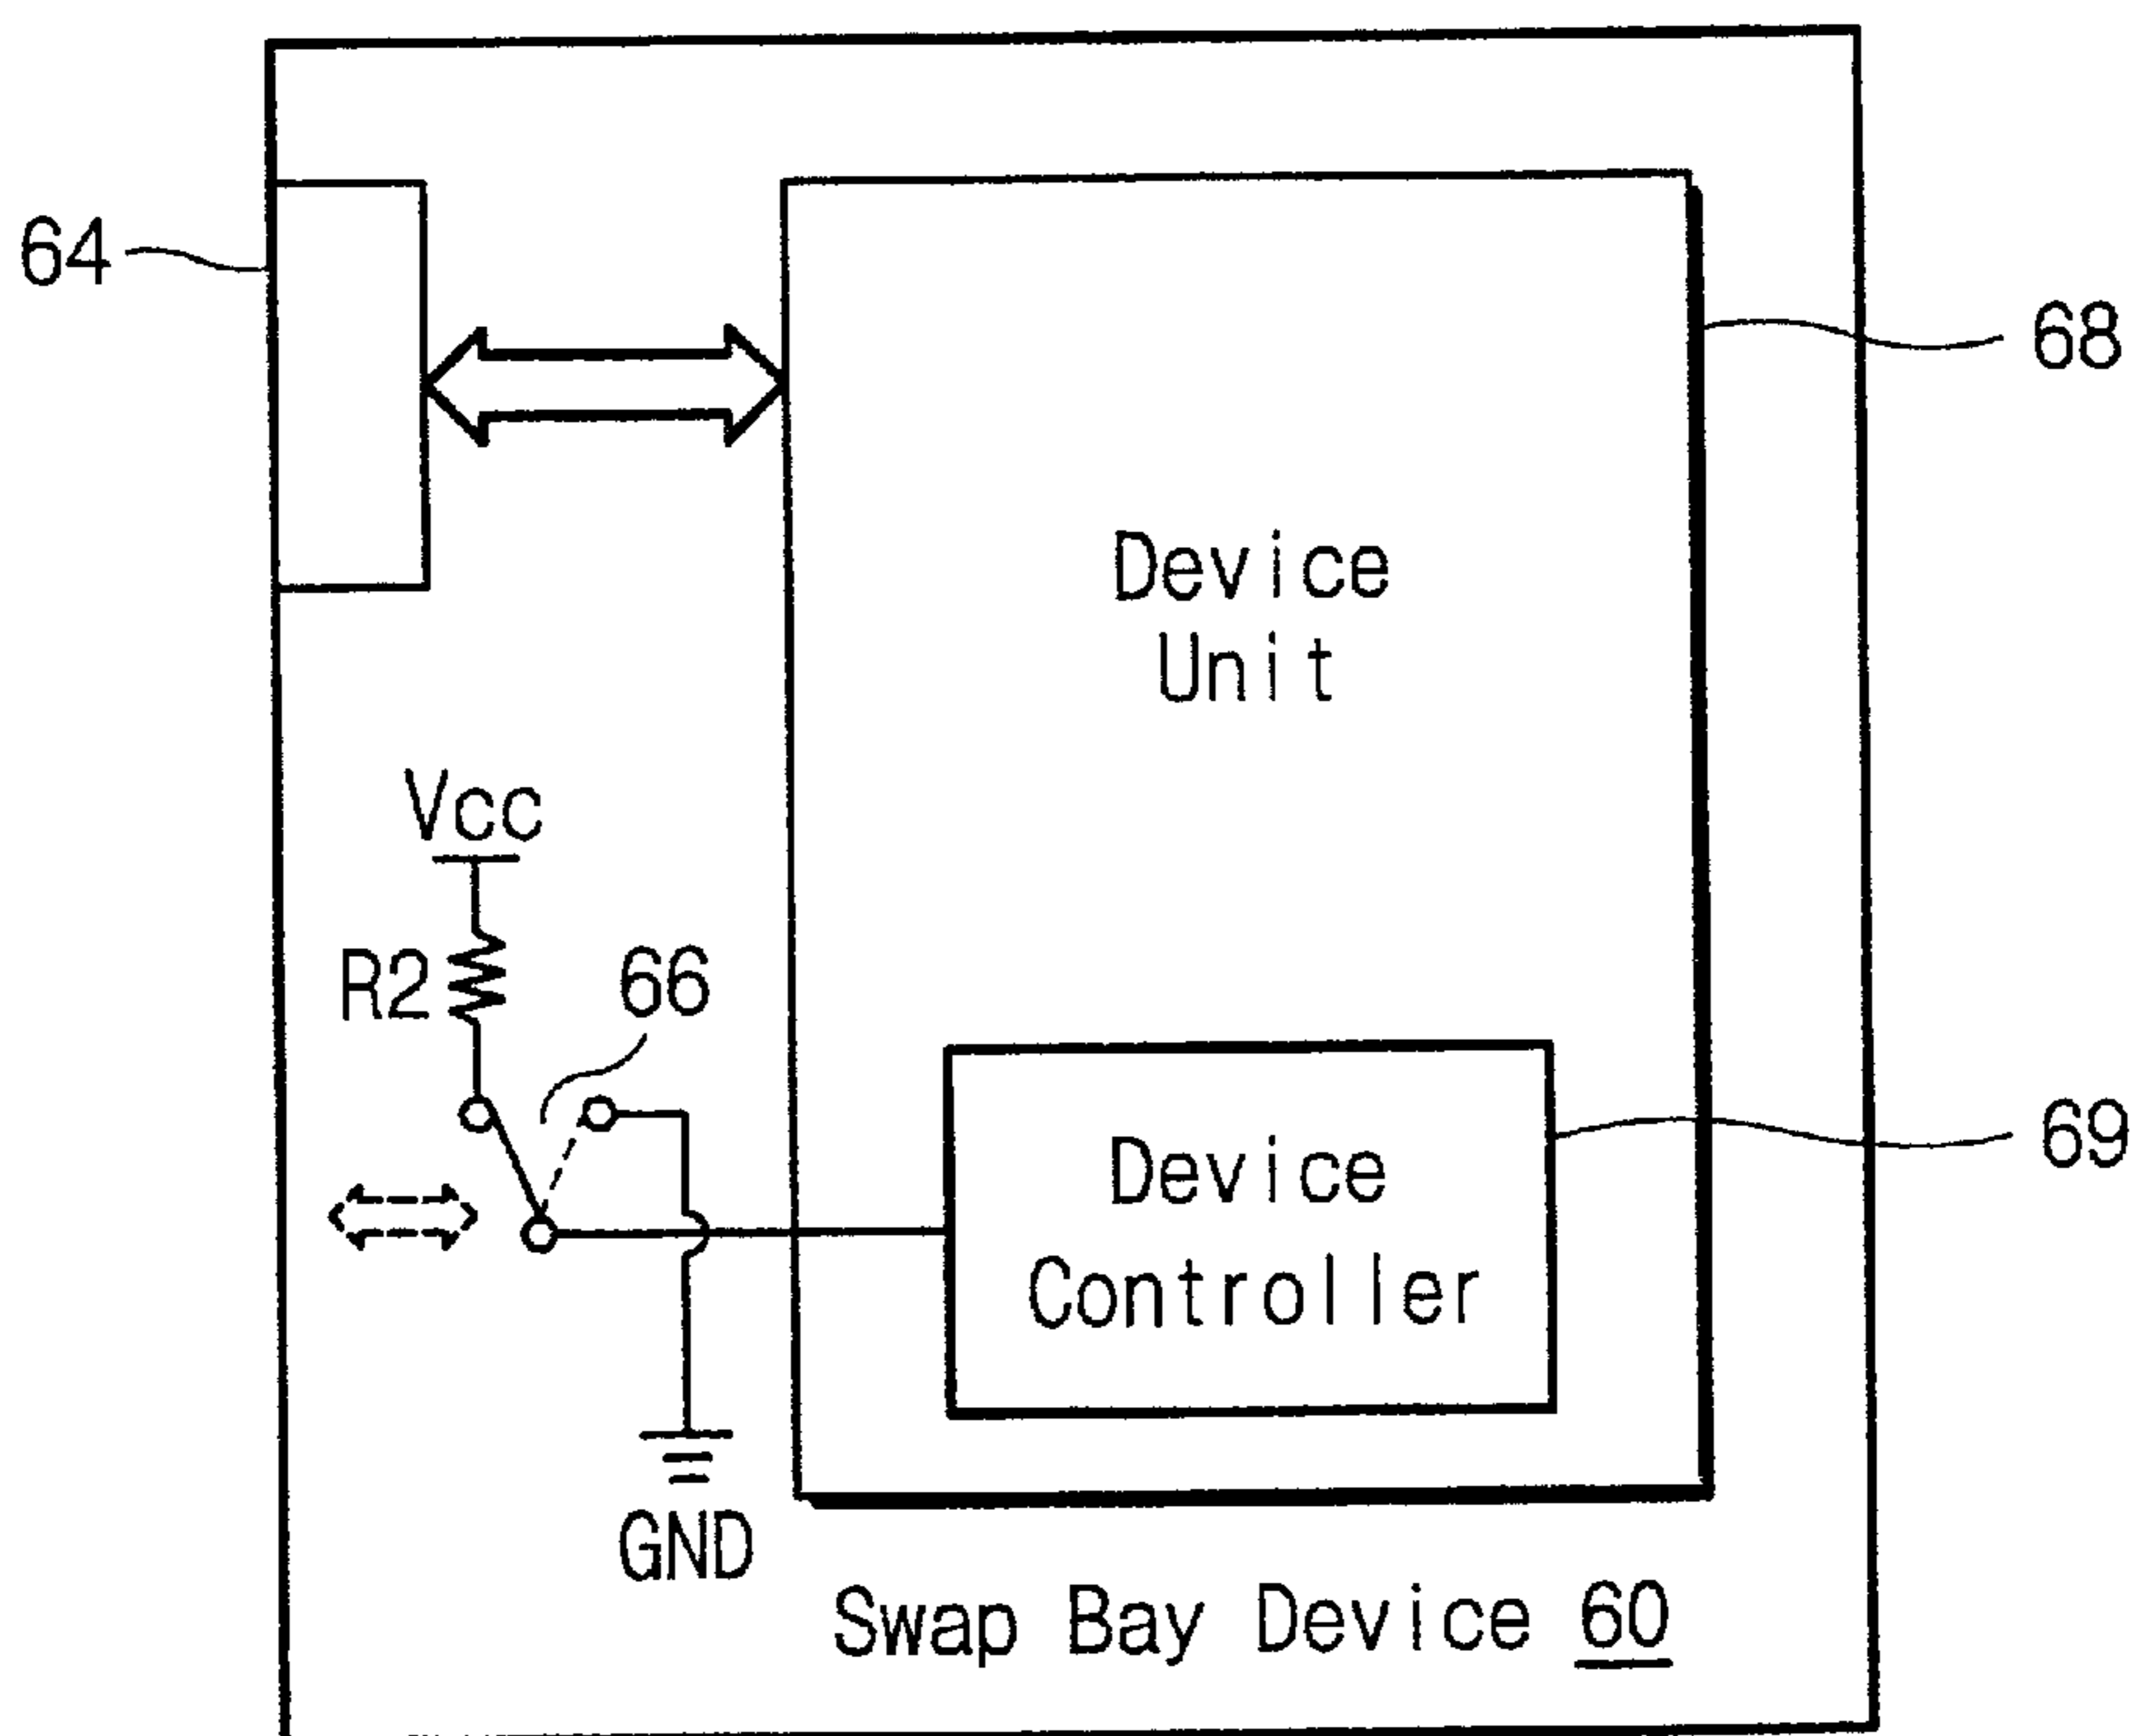 64
68
Device
Unit
Vcc
R2
66
Device
Controller
69
GND
Swap Bay Device 60